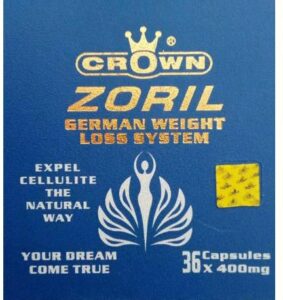 CROWN ®
ZORIL
GERMAN WEIGHT
LOSS SYSTEM
EXPEL
CELLULITE
THE
NATURAL
WAY
YOUR DREAM
COME TRUE
36 Capsules
x 400mg